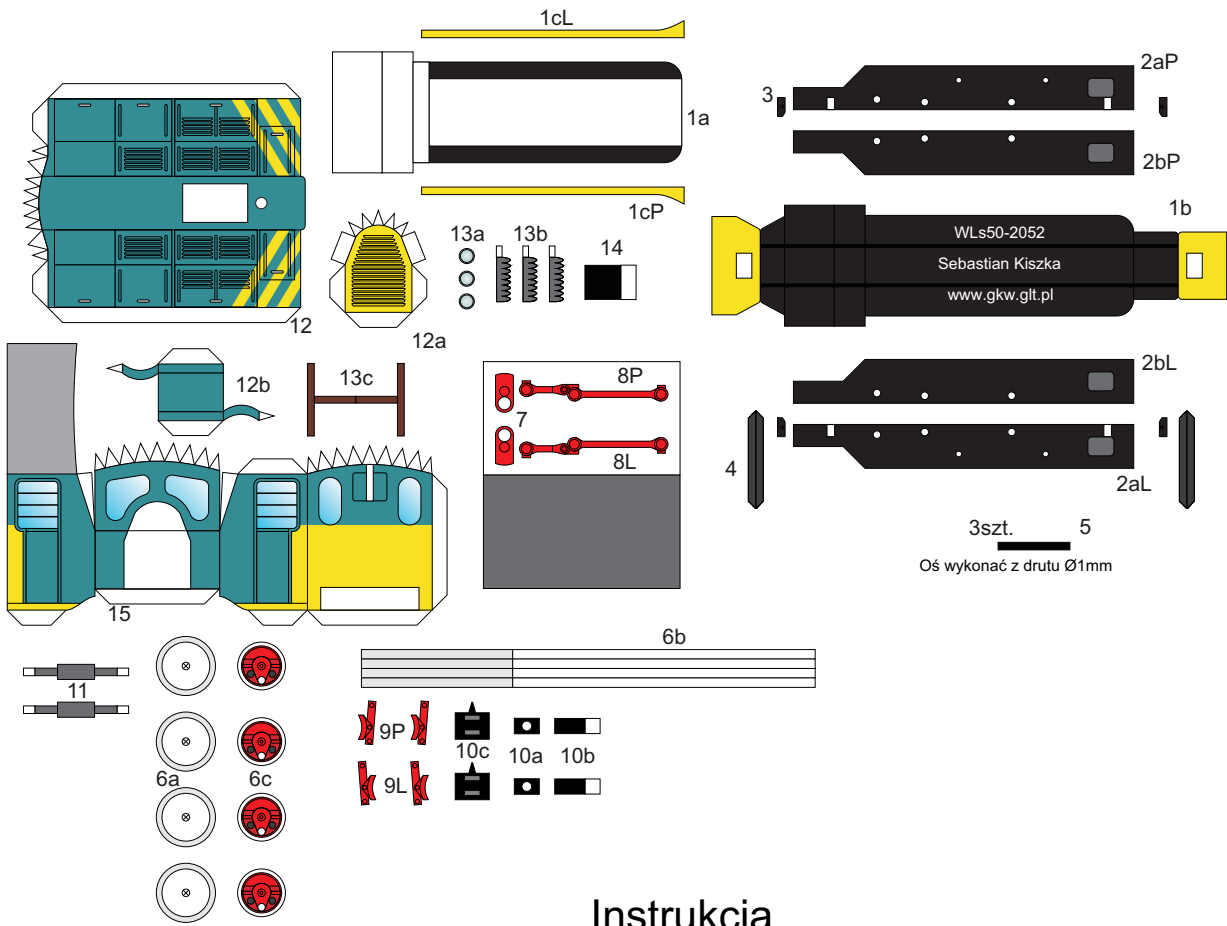 1cL
2aP
3
1a
2bP
1cP
1b
13a
13b
14
WLs50-2052
Sebastian Kiszka
www.gkw.glt.pl
12
12a
12b
13c
8P
7
8L
2bL
4
2aL
3szt.
5
Oś wykonać z drutu Ø1mm
15
6b
11
9P
10c
10a
10b
6a
6c
9L
Instrukcja